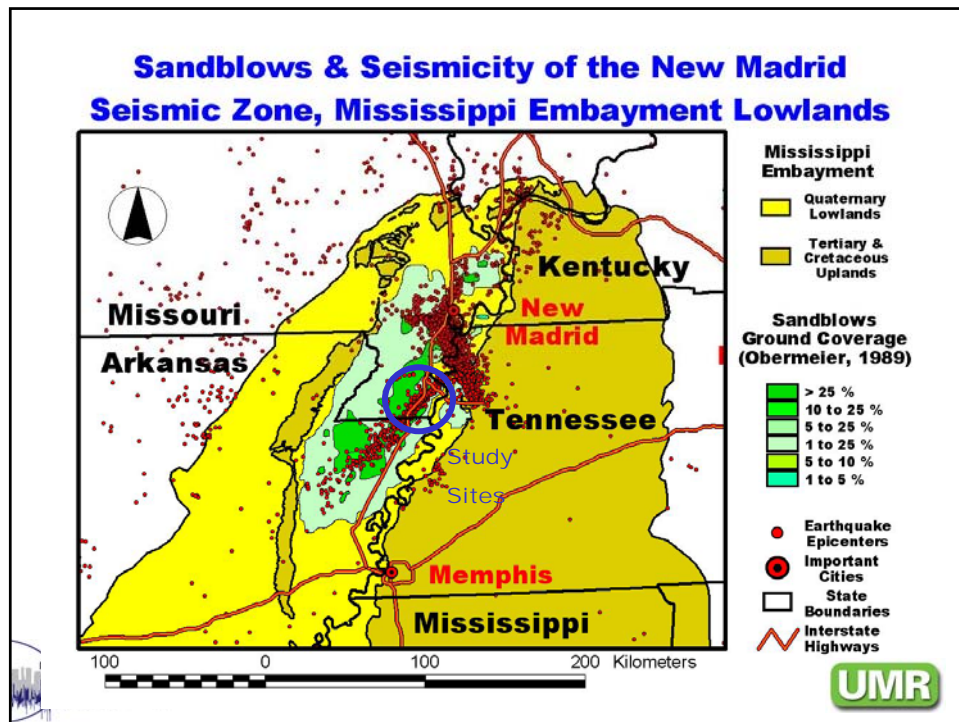 Sandblows & Seismicity of the New Madrid
Seismic Zone, Mississippi Embayment Lowlands
Missouri
Arkansas
Kentucky
New
Madrid
Tennessee
Study
Sites
Memphis
Mississippi
100 0 100 200 Kilometers
Mississippi
Embayment
Quaternary
Lowlands
Tertiary &
Cretaceous
Uplands
Sandblows
Ground Coverage
(Obermeier, 1989)
> 25 %
10 to 25 %
5 to 25 %
1 to 25 %
5 to 10 %
1 to 5 %
Earthquake
Epicenters
Important
Cities
State
Boundaries
Interstate
Highways
UMR